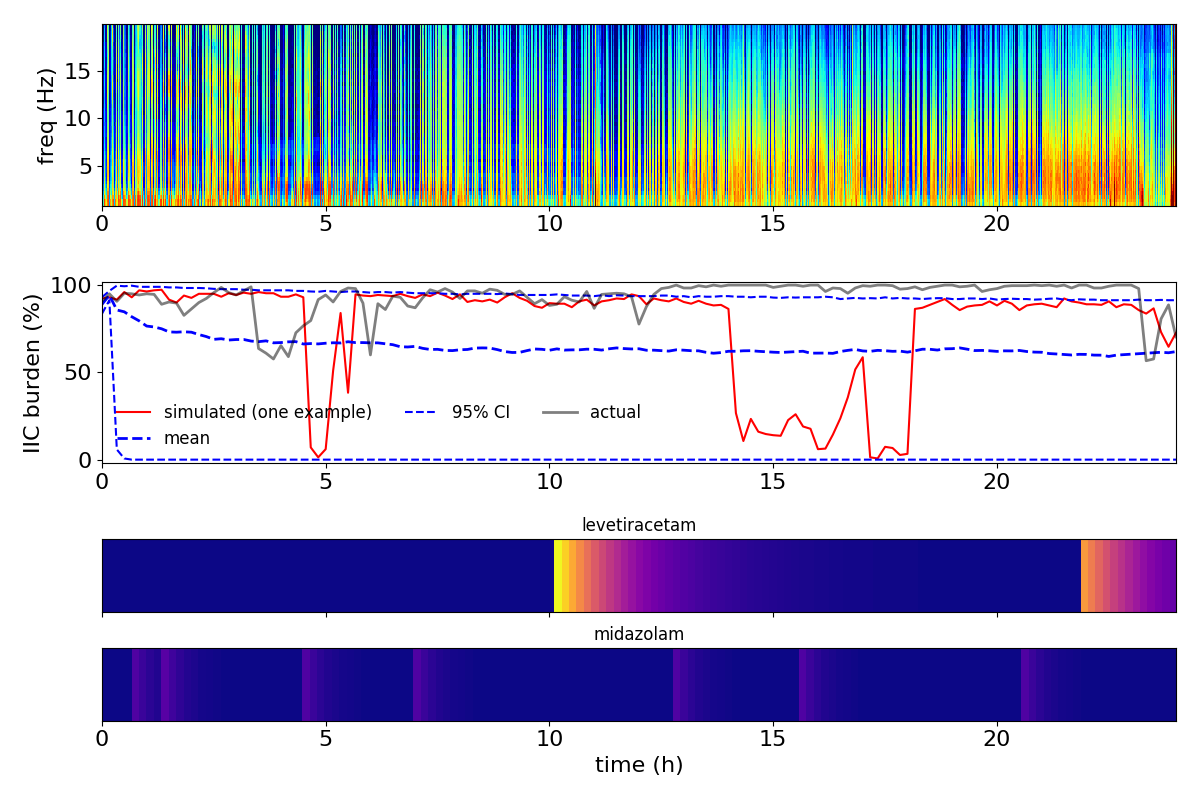 freq (Hz)
15
10
5
0 5 10 15 20
IIC burden (%)
100
50
0
simulated (one example) 95% CI actual
mean
0 5 10 15 20
levetiracetam
midazolam
0 5 10 15 20
time (h)